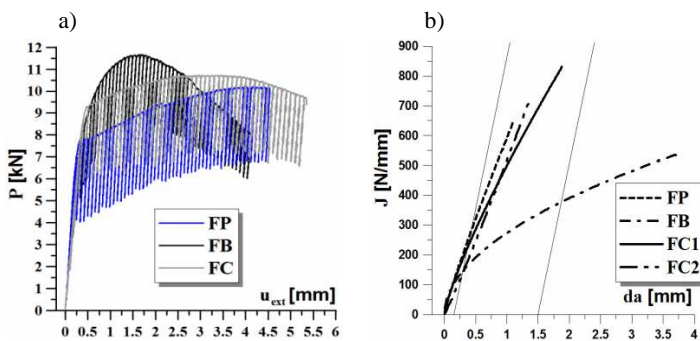 a)
P [kN]
12
11
10
9
8
7
6
5
4
3
2
1
0
FP
FB
FC
u_ext [mm]
0 0.5 1 1.5 2 2.5 3 3.5 4 4.5 5 5.5 6
b)
J [N/mm]
900
800
700
600
500
400
300
200
100
0
FP
FB
FC1
FC2
da [mm]
0 0.5 1 1.5 2 2.5 3 3.5 4